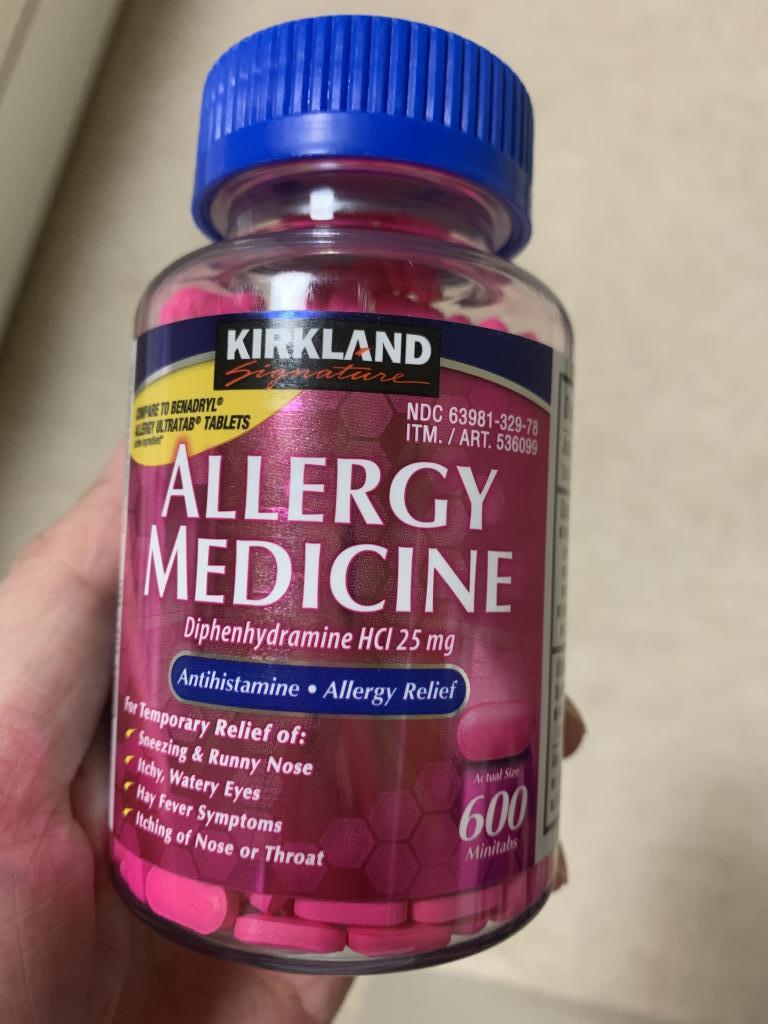 KIRKLAND
Signature
COMPARE TO BENADRYL®
ALLERGY ULTRATAB® TABLETS
active ingredient*
NDC 63981-329-78
ITM. / ART. 536099
ALLERGY
MEDICINE
Diphenhydramine HCl 25 mg
Antihistamine • Allergy Relief
For Temporary Relief of:
Sneezing & Runny Nose
Itchy, Watery Eyes
Hay Fever Symptoms
Itching of Nose or Throat
Actual Size
600
Minitabs